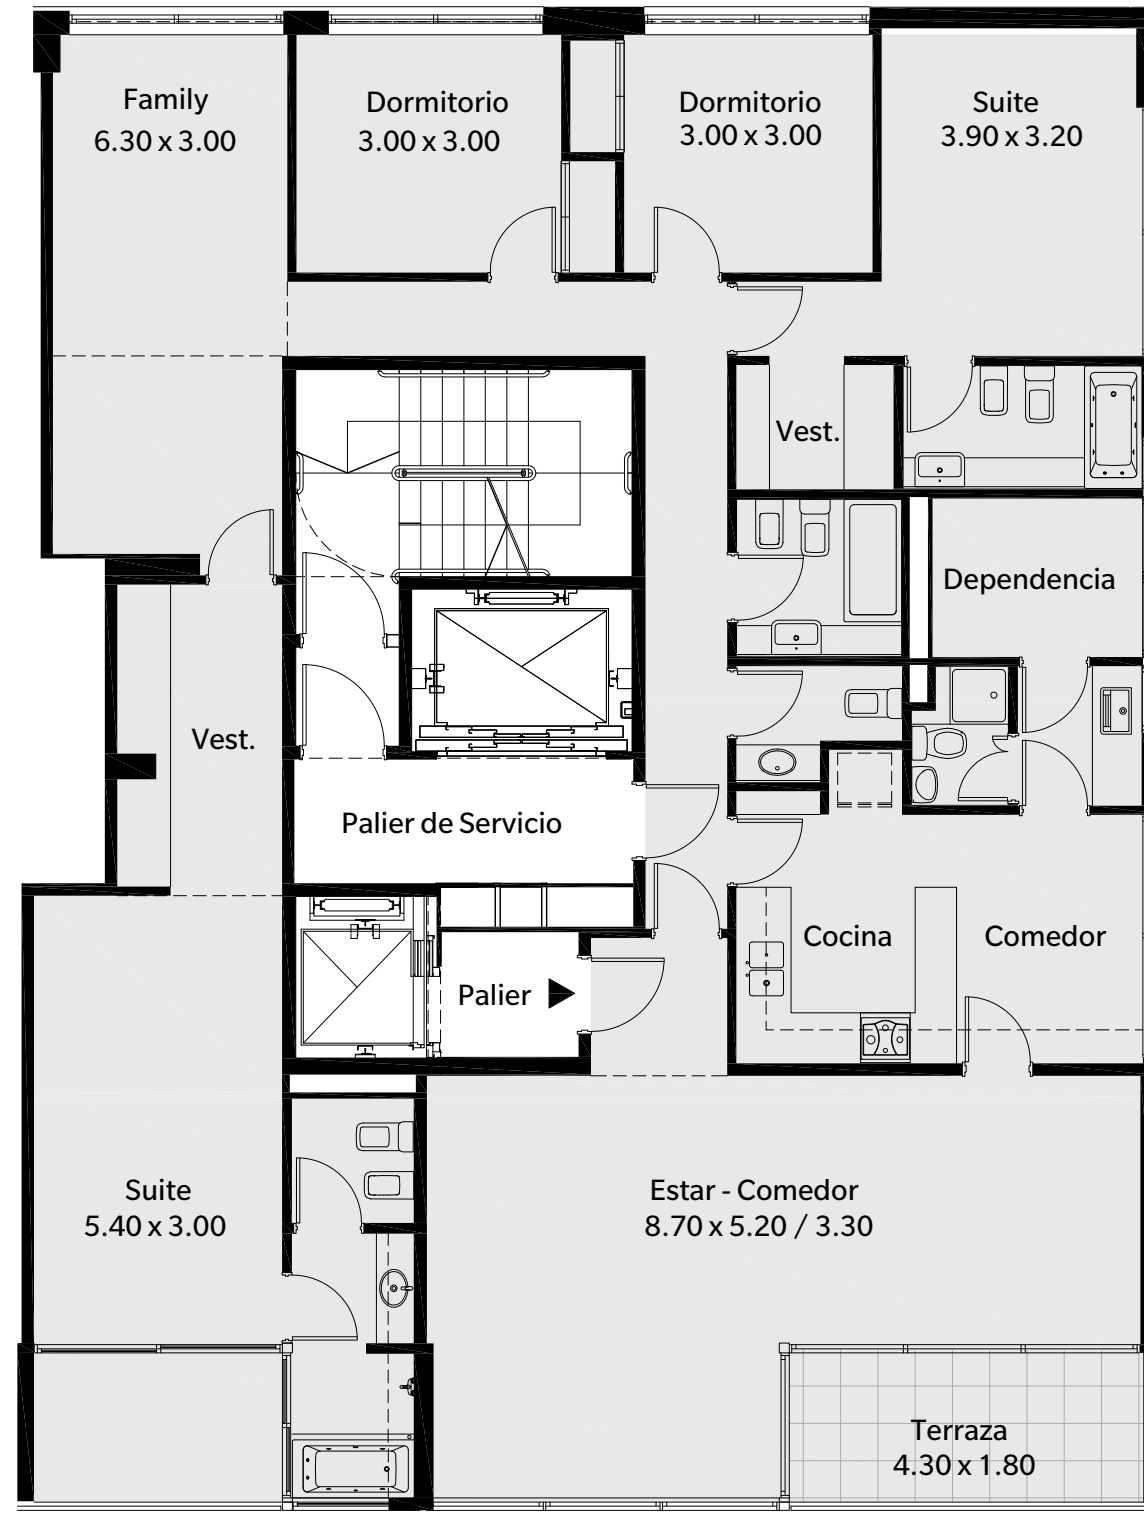 Family
6.30 x 3.00
Dormitorio
3.00 x 3.00
Dormitorio
3.00 x 3.00
Suite
3.90 x 3.20
Vest.
Dependencia
Vest.
Palier de Servicio
Cocina
Comedor
Palier
Suite
5.40 x 3.00
Estar - Comedor
8.70 x 5.20 / 3.30
Terraza
4.30 x 1.80